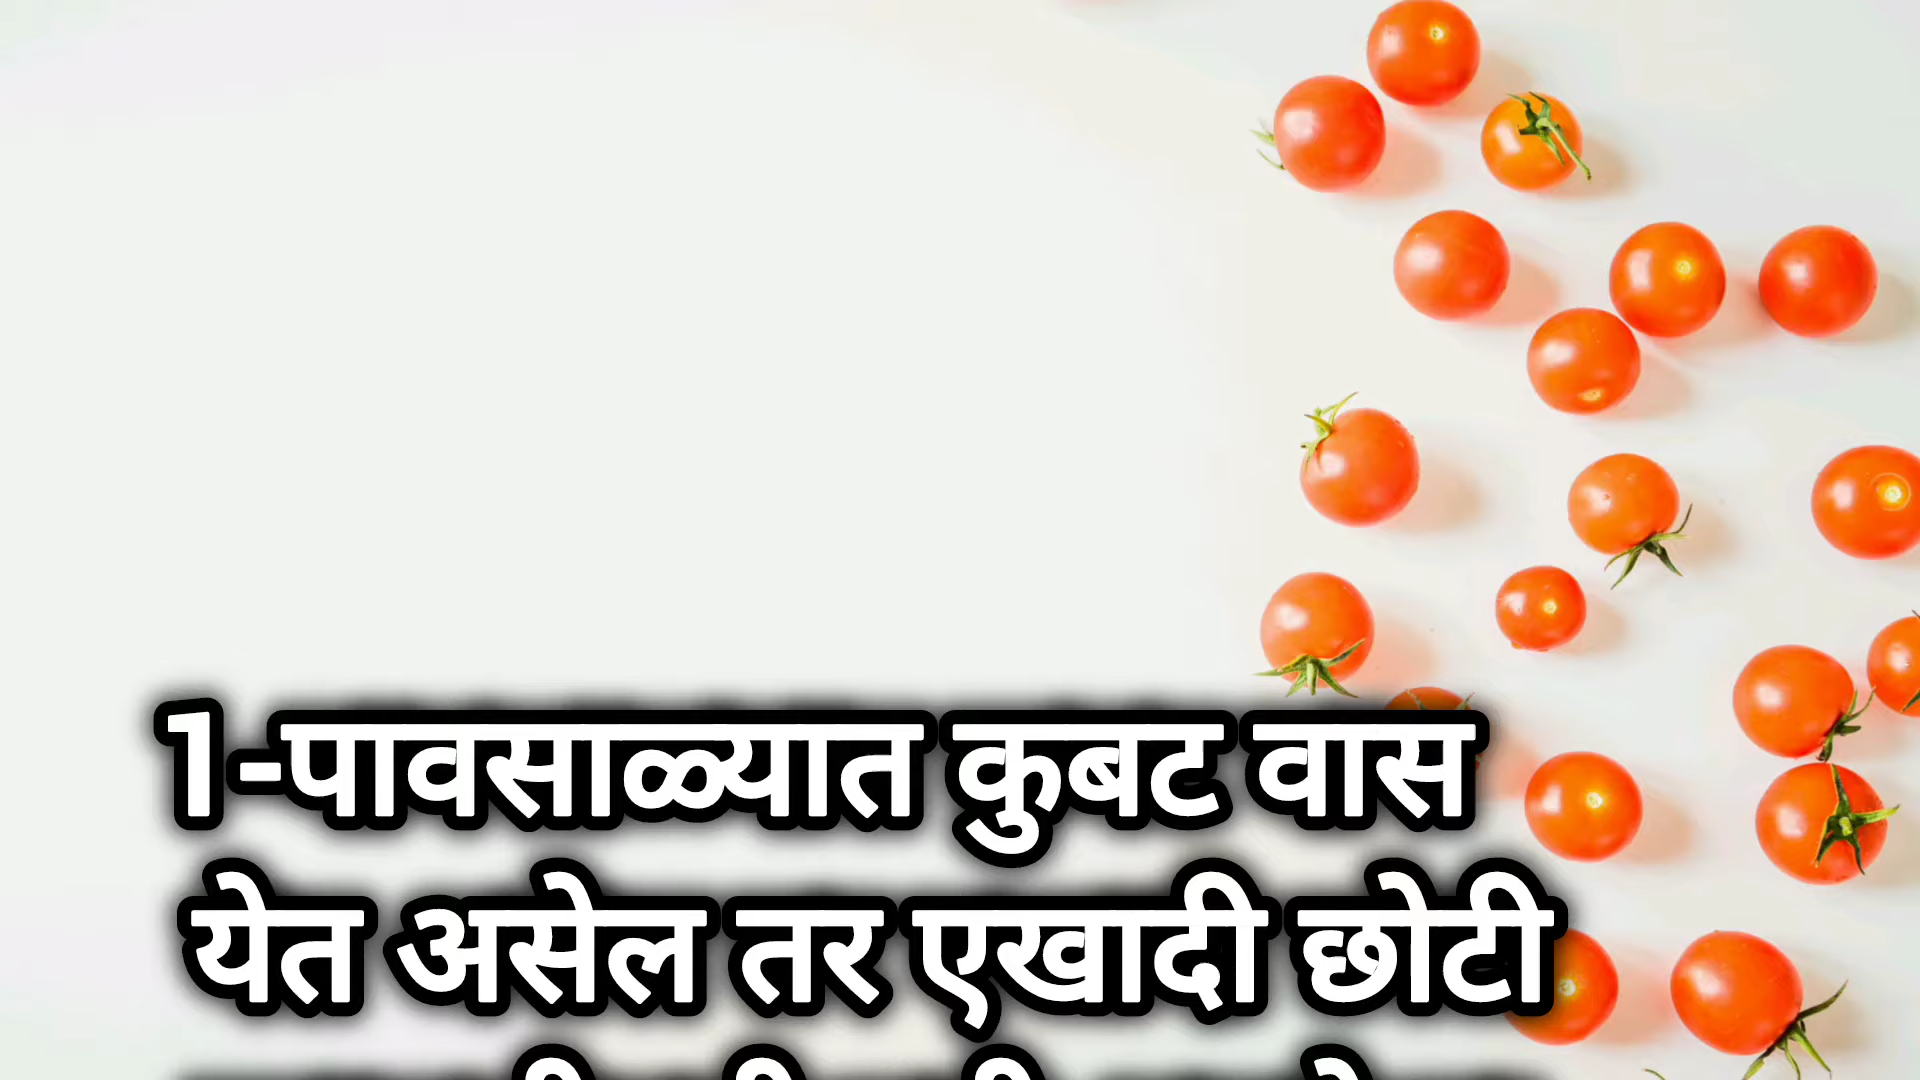 1-पावसाळ्यात कुबट वास
येत असेल तर एखादी छोटी